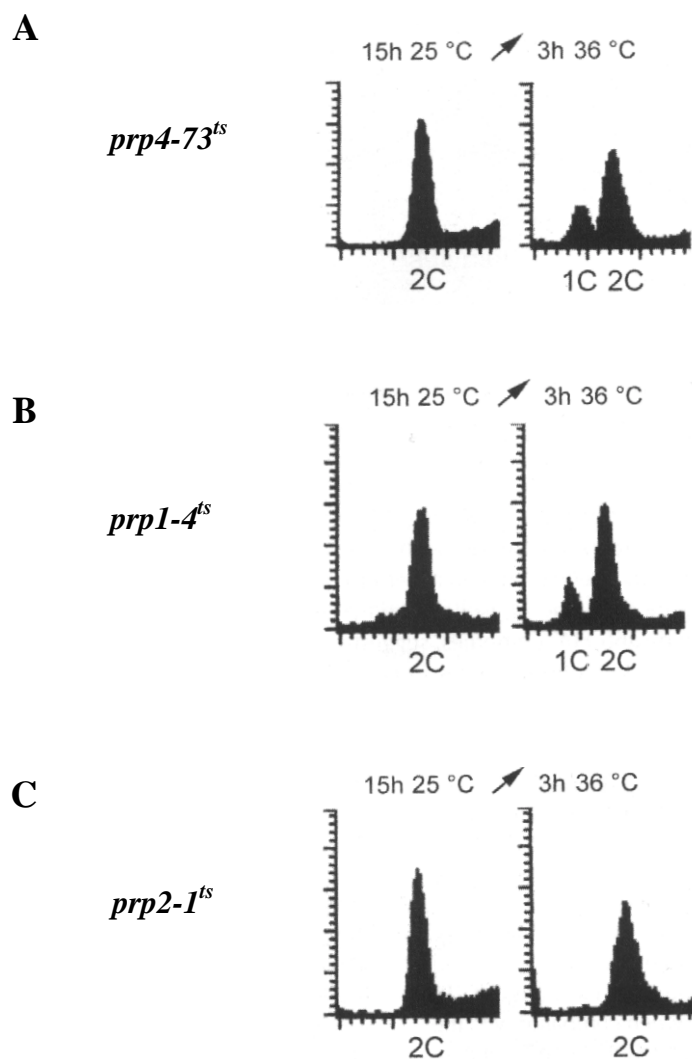 A
15h 25 °C 3h 36 °C
prp4-73ts
2C 1C 2C
B
15h 25 °C 3h 36 °C
prp1-4ts
2C 1C 2C
C
15h 25 °C 3h 36 °C
prp2-1ts
2C 2C